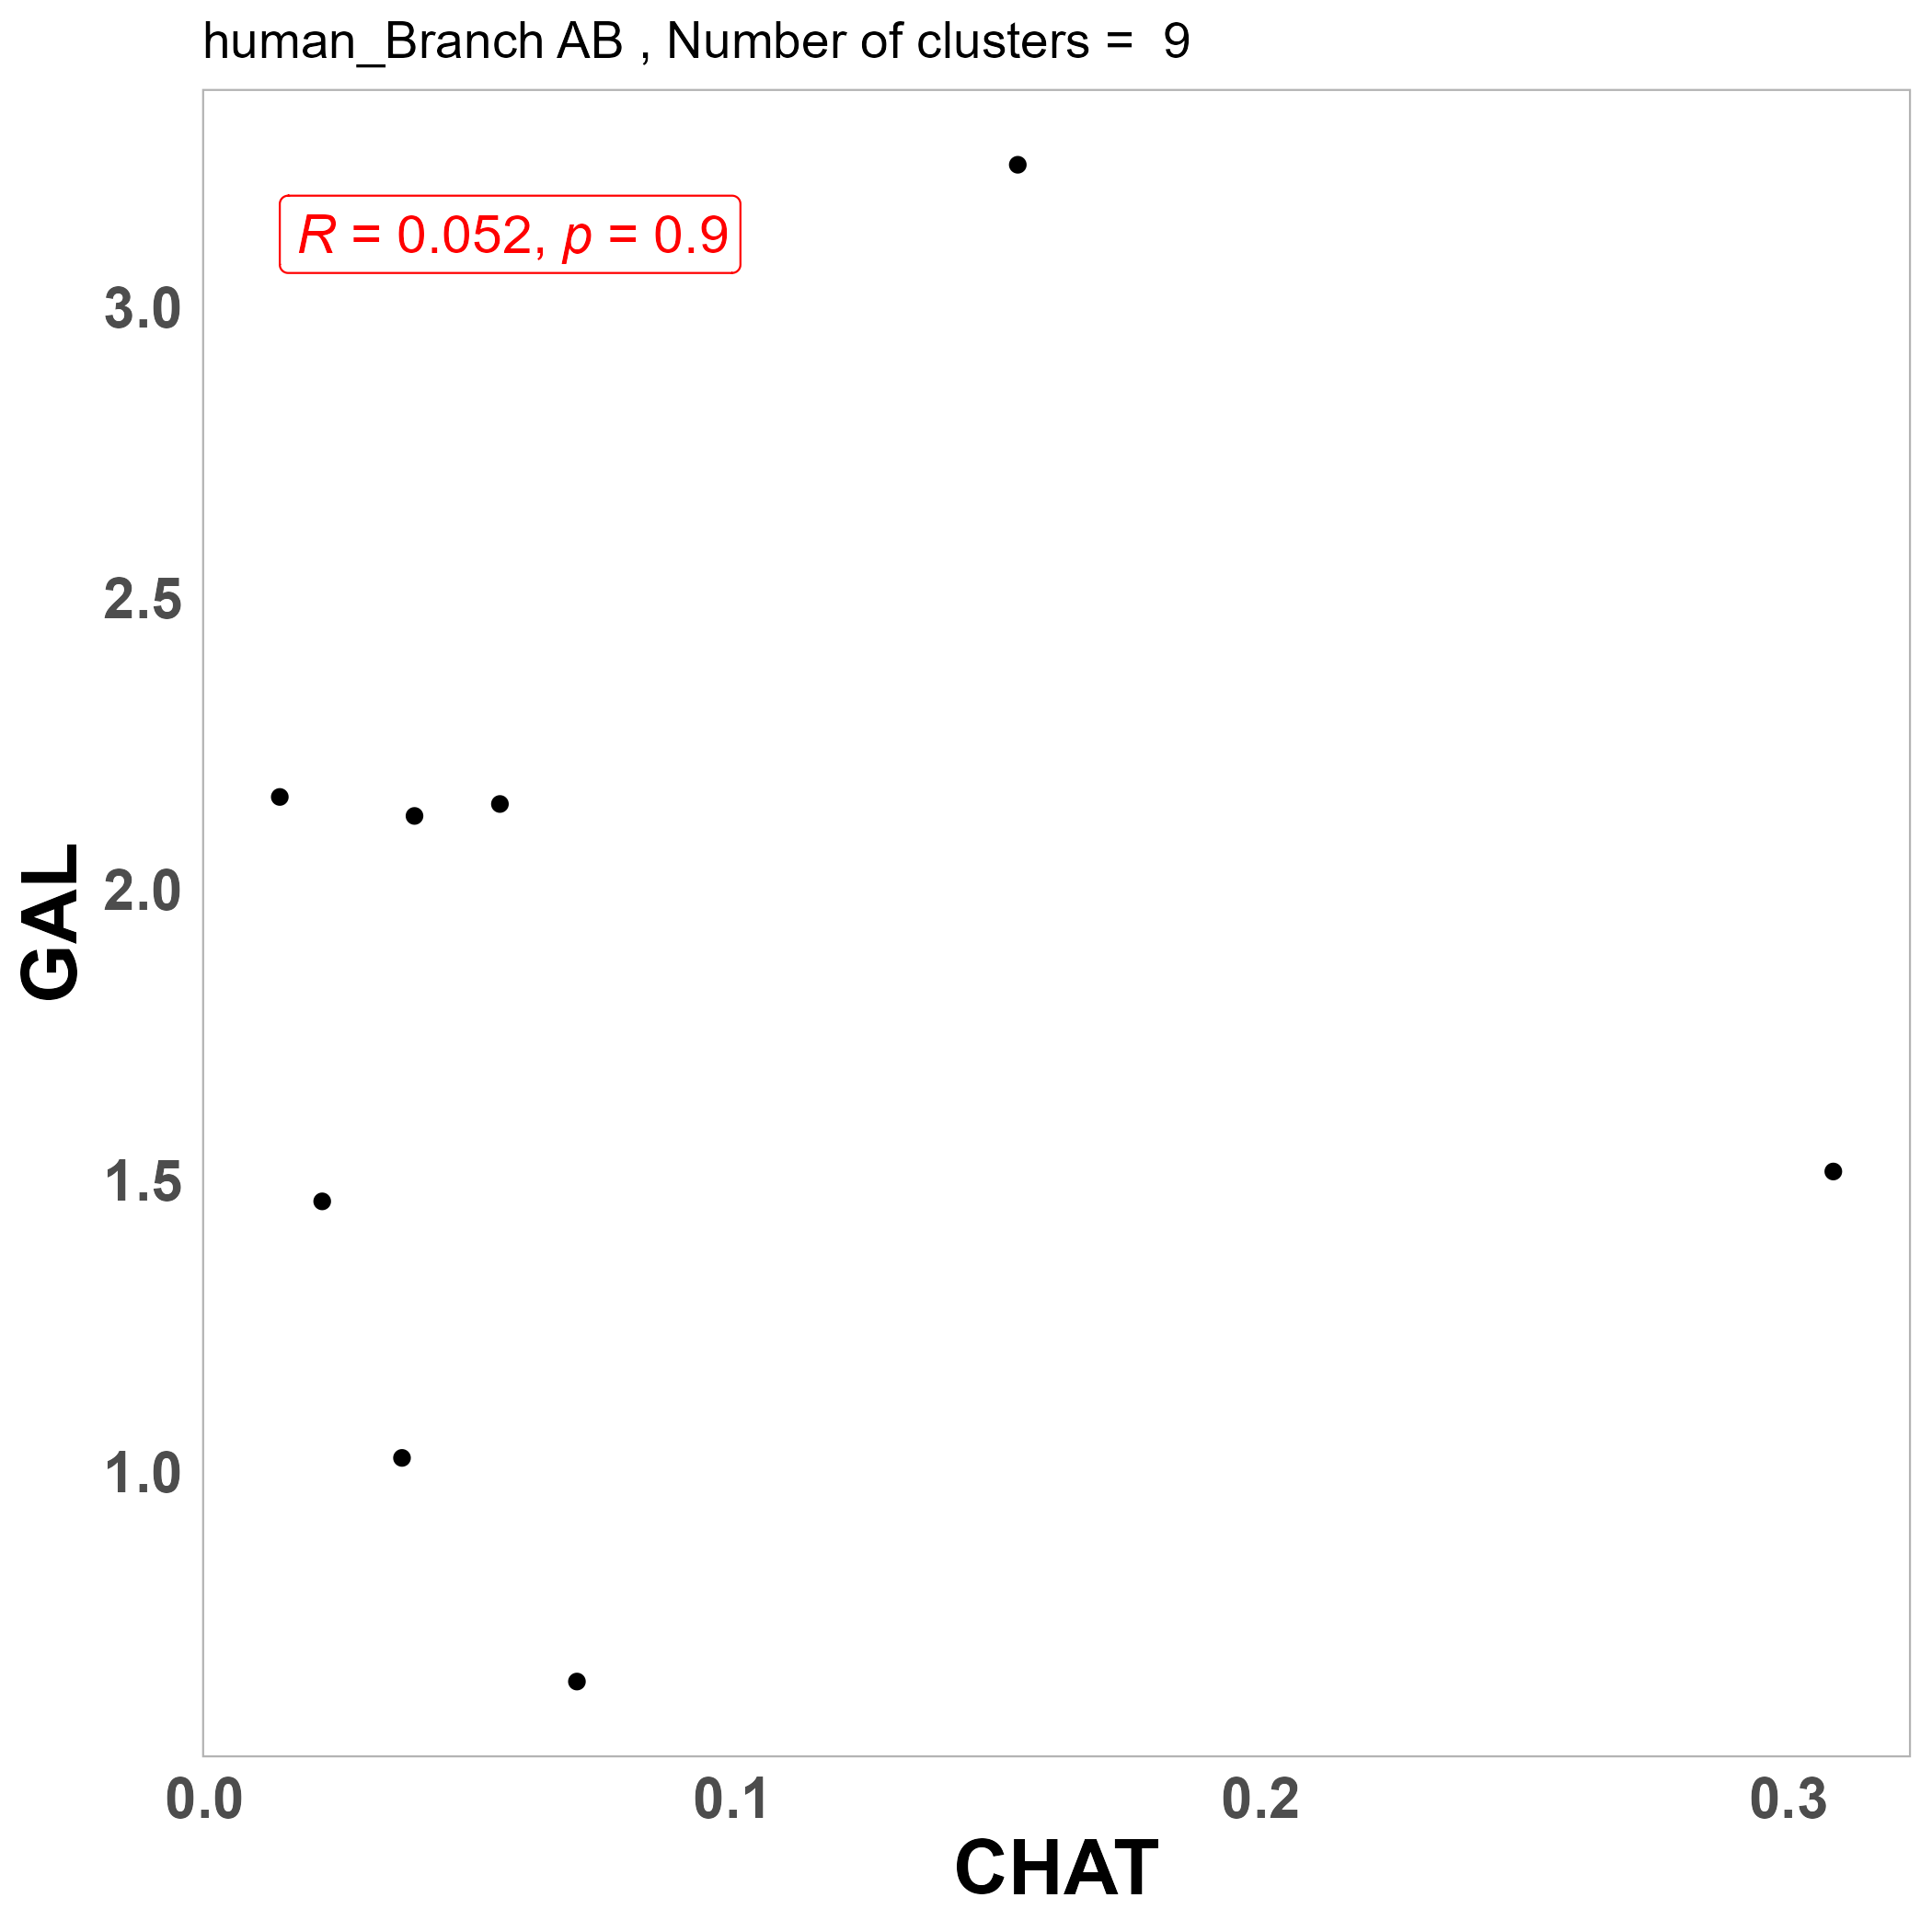 human_Branch AB , Number of clusters =  9
R = 0.052, p = 0.9
3.0
2.5
2.0
1.5
1.0
GAL
0.0 0.1 0.2 0.3
CHAT